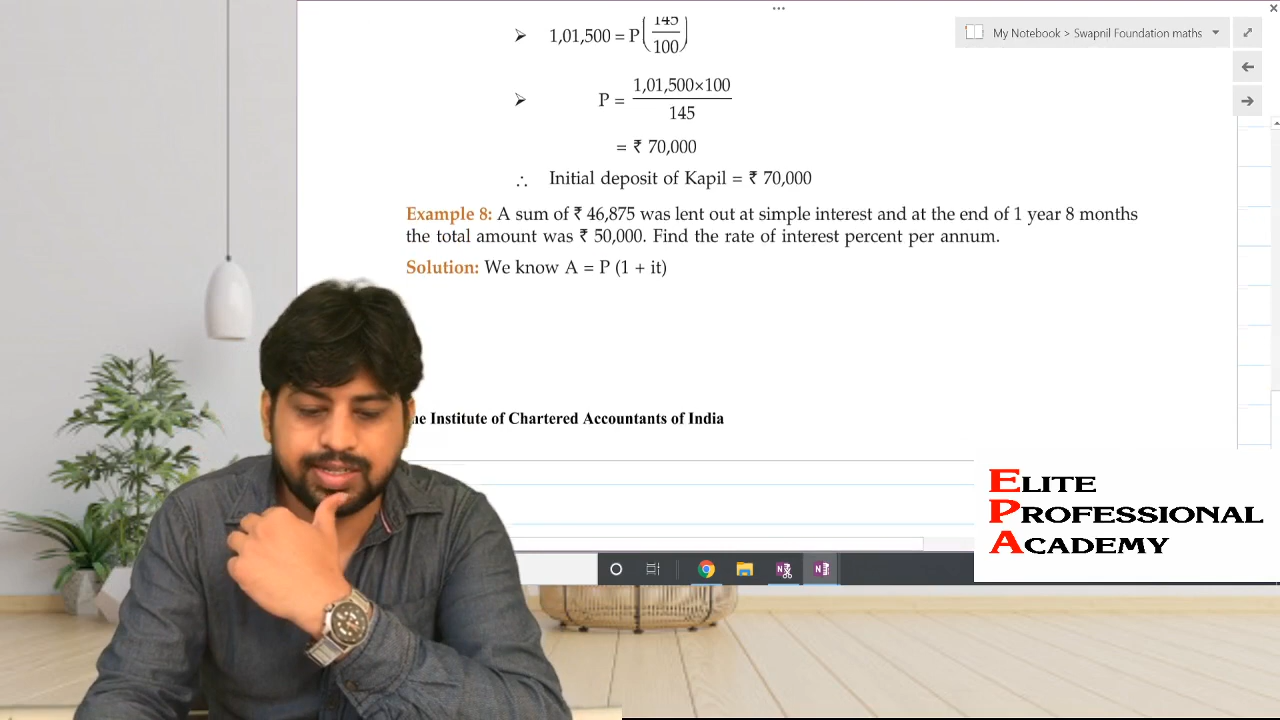 ➤ 1,01,500 = P(145/100)
My Notebook > Swapnil Foundation maths
➤ P = 1,01,500×100
145
= ₹ 70,000
∴ Initial deposit of Kapil = ₹ 70,000
Example 8: A sum of ₹ 46,875 was lent out at simple interest and at the end of 1 year 8 months
the total amount was ₹ 50,000. Find the rate of interest percent per annum.
Solution: We know A = P (1 + it)
Institute of Chartered Accountants of India
ELITE
PROFESSIONAL
ACADEMY